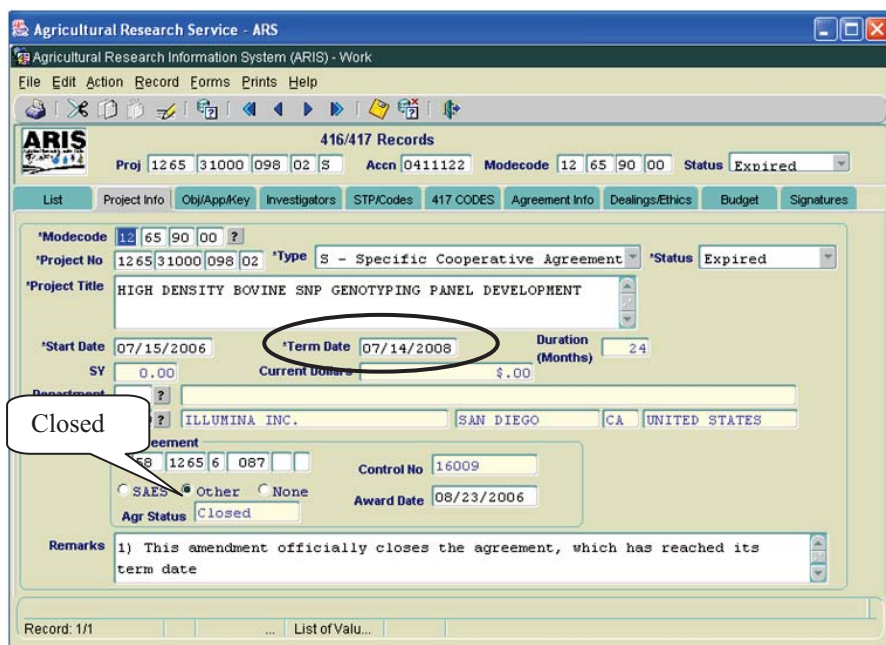 Agricultural Research Service - ARS
Agricultural Research Information System (ARIS) - Work
File Edit Action Record Forms Prints Help
ARIS
416/417 Records
Proj 1265 31000 098 02 S Accn 0411122 Modecode 12 65 90 00 Status Expired
List Project Info Obj/App/Key Investigators STP/Codes 417 CODES Agreement Info Dealings/Ethics Budget Signatures
*Modecode 12 65 90 00 ?
*Project No 1265 31000 098 02 *Type S - Specific Cooperative Agreement *Status Expired
*Project Title HIGH DENSITY BOVINE SNP GENOTYPING PANEL DEVELOPMENT
*Start Date 07/15/2006 *Term Date 07/14/2008 Duration (Months) 24
SY 0.00 Current Dollars $.00
Department ?
Closed
? ILLUMINA INC. SAN DIEGO CA UNITED STATES
58 1265 6 087 Control No 16009
SAES Other None Award Date 08/23/2006
Agr Status Closed
Remarks 1) This amendment officially closes the agreement, which has reached its
term date
Record: 1/1 ... List of Valu...